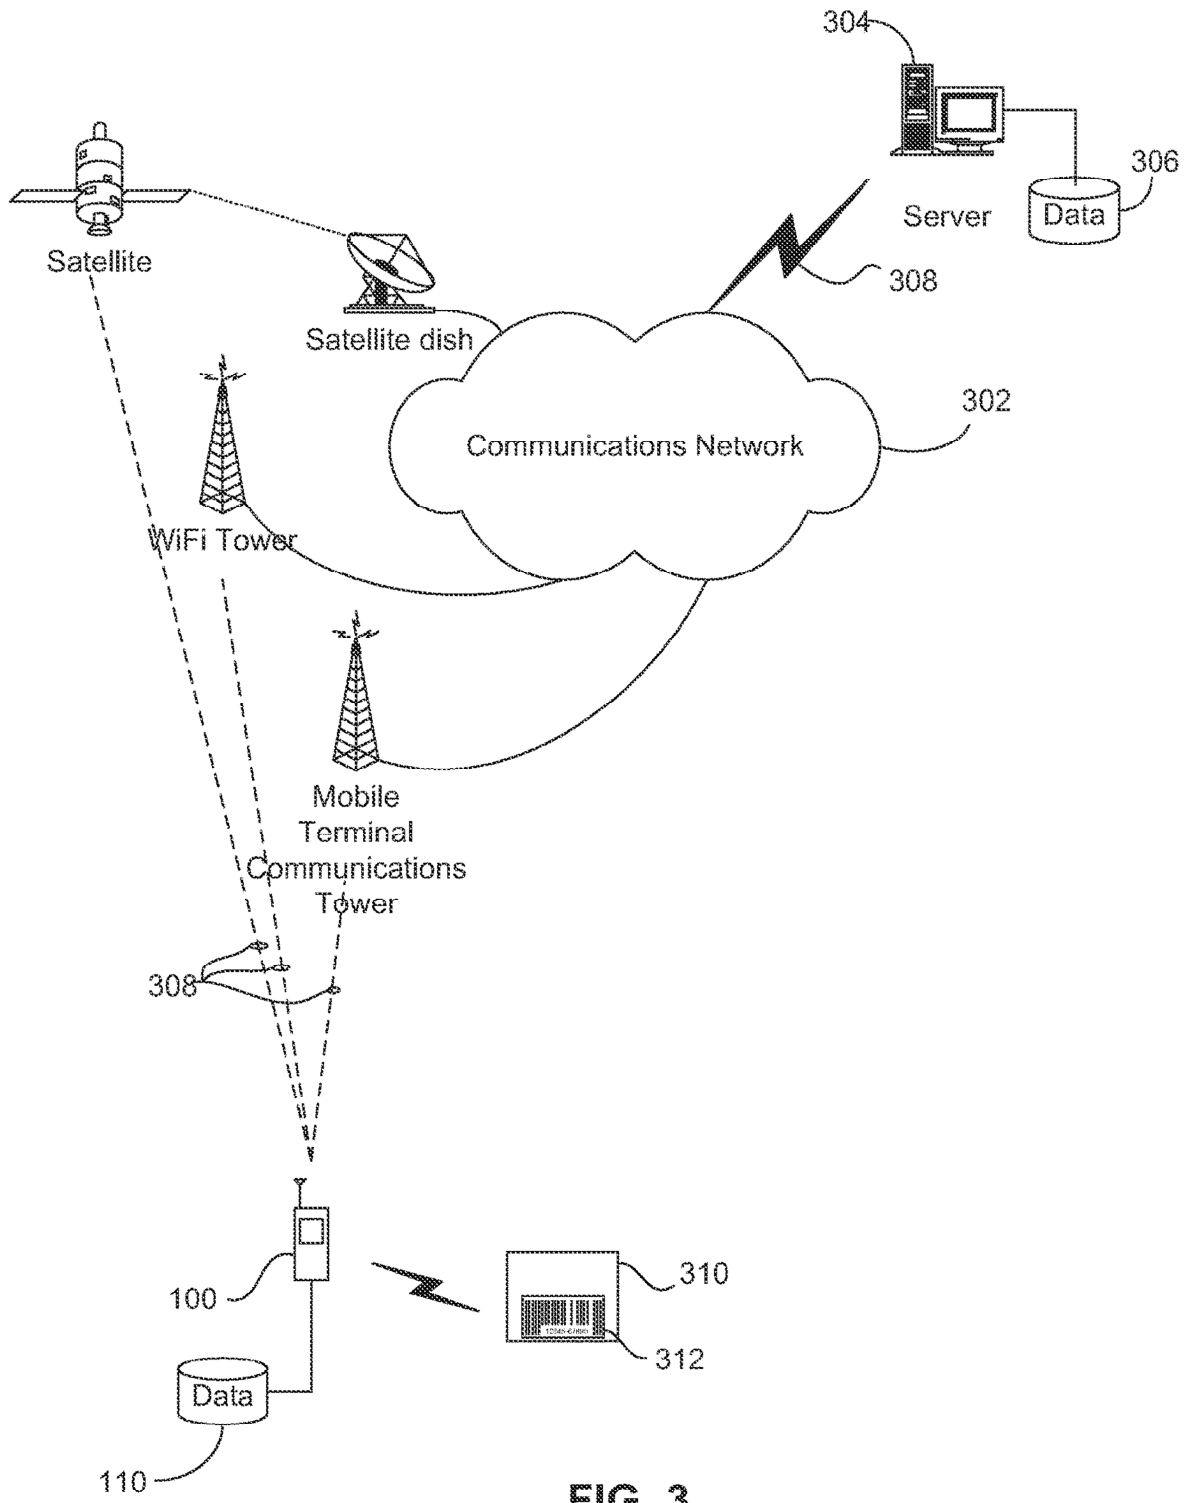 304
306
Server
Data
Satellite
308
Satellite dish
302
Communications Network
WiFi Tower
Mobile
Terminal
Communications
Tower
308
100
310
312
Data
110
FIG. 3